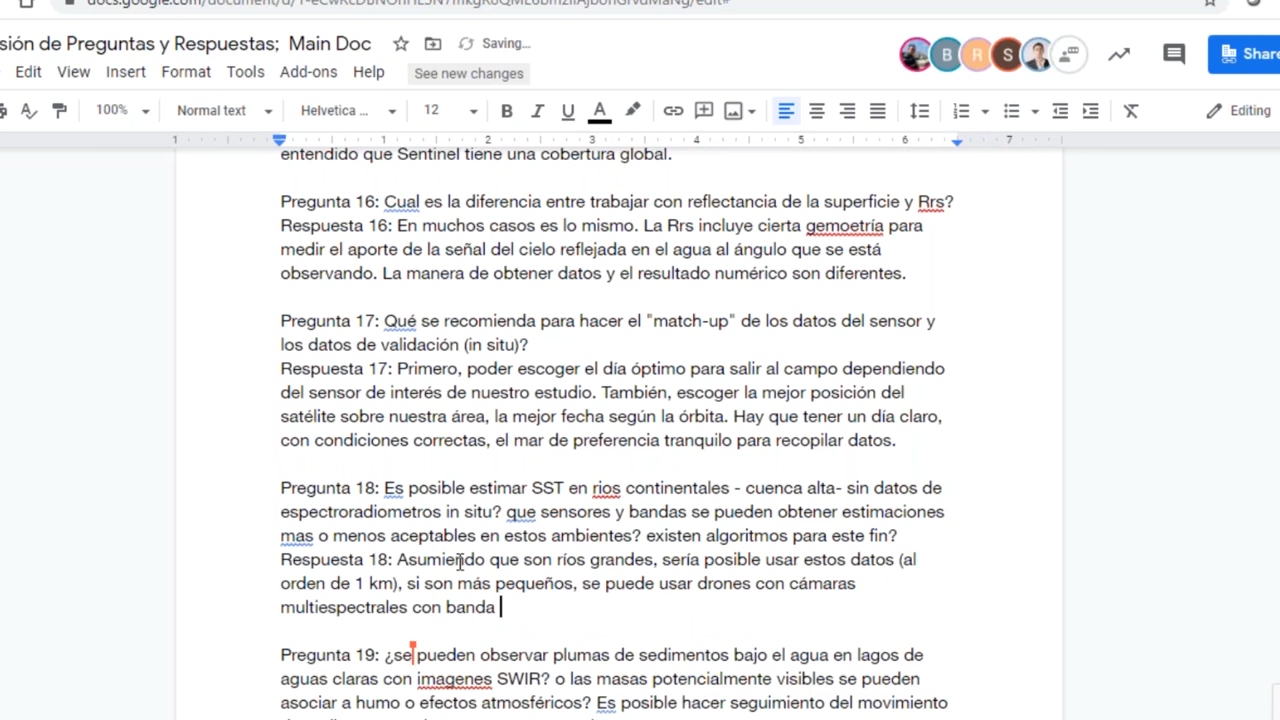 sión de Preguntas y Respuestas; Main Doc Saving...
Edit View Insert Format Tools Add-ons Help See new changes
B R S Share
100% Normal text Helvetica ... 12 B I U A Editing
1 1 2 3 4 5 6 7
entendido que Sentinel tiene una cobertura global.
Pregunta 16: Cual es la diferencia entre trabajar con reflectancia de la superficie y Rrs?
Respuesta 16: En muchos casos es lo mismo. La Rrs incluye cierta gemoetría para
medir el aporte de la señal del cielo reflejada en el agua al ángulo que se está
observando. La manera de obtener datos y el resultado numérico son diferentes.
Pregunta 17: Qué se recomienda para hacer el "match-up" de los datos del sensor y
los datos de validación (in situ)?
Respuesta 17: Primero, poder escoger el día óptimo para salir al campo dependiendo
del sensor de interés de nuestro estudio. También, escoger la mejor posición del
satélite sobre nuestra área, la mejor fecha según la órbita. Hay que tener un día claro,
con condiciones correctas, el mar de preferencia tranquilo para recopilar datos.
Pregunta 18: Es posible estimar SST en rios continentales - cuenca alta- sin datos de
espectroradiometros in situ? que sensores y bandas se pueden obtener estimaciones
mas o menos aceptables en estos ambientes? existen algoritmos para este fin?
Respuesta 18: Asumiendo que son ríos grandes, sería posible usar estos datos (al
orden de 1 km), si son más pequeños, se puede usar drones con cámaras
multiespectrales con banda
Pregunta 19: ¿se pueden observar plumas de sedimentos bajo el agua en lagos de
aguas claras con imagenes SWIR? o las masas potencialmente visibles se pueden
asociar a humo o efectos atmosféricos? Es posible hacer seguimiento del movimiento